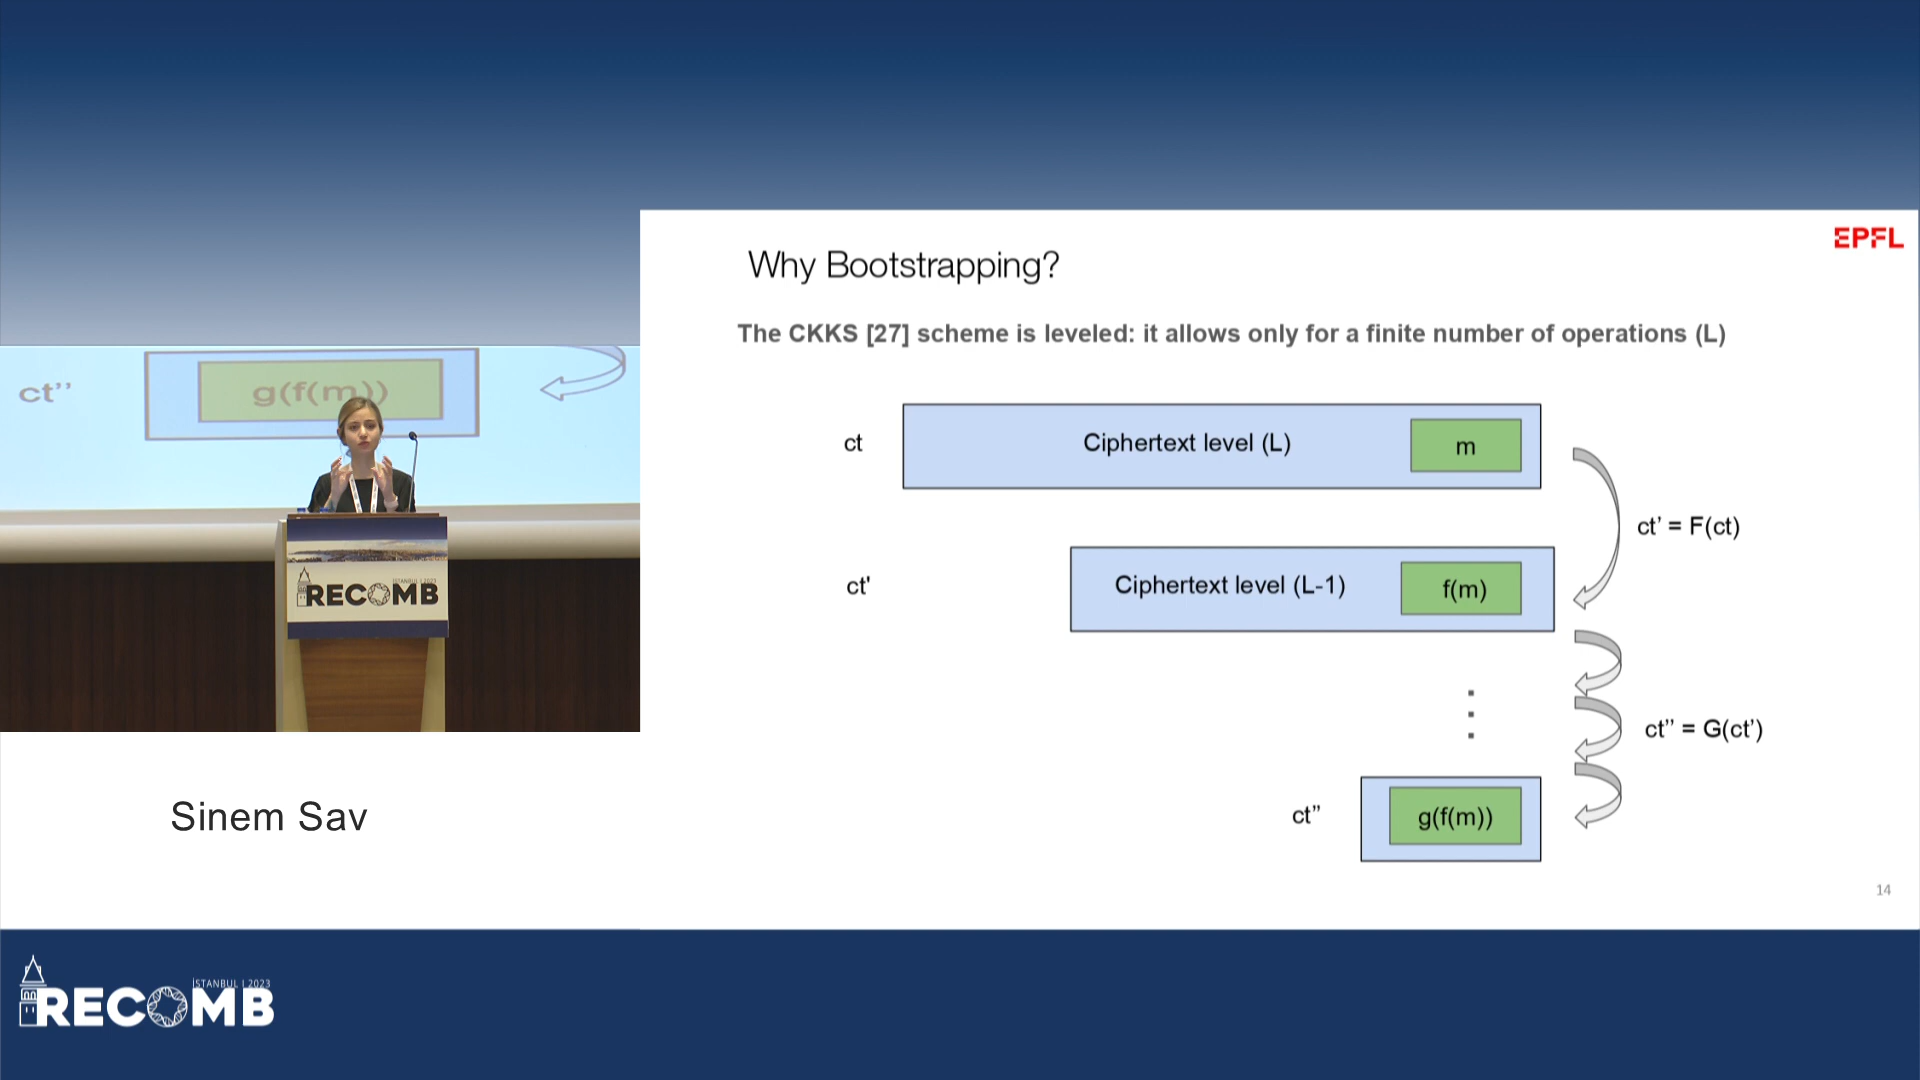 EPFL
Why Bootstrapping?
The CKKS [27] scheme is leveled: it allows only for a finite number of operations (L)
ct
Ciphertext level (L)
m
ct’ = F(ct)
ct'
Ciphertext level (L-1)
f(m)
ct’’ = G(ct’)
ct”
g(f(m))
14
ct’’
g(f(m))
İSTANBUL | 2023
RECOMB
Sinem Sav
İSTANBUL | 2023
RECOMB